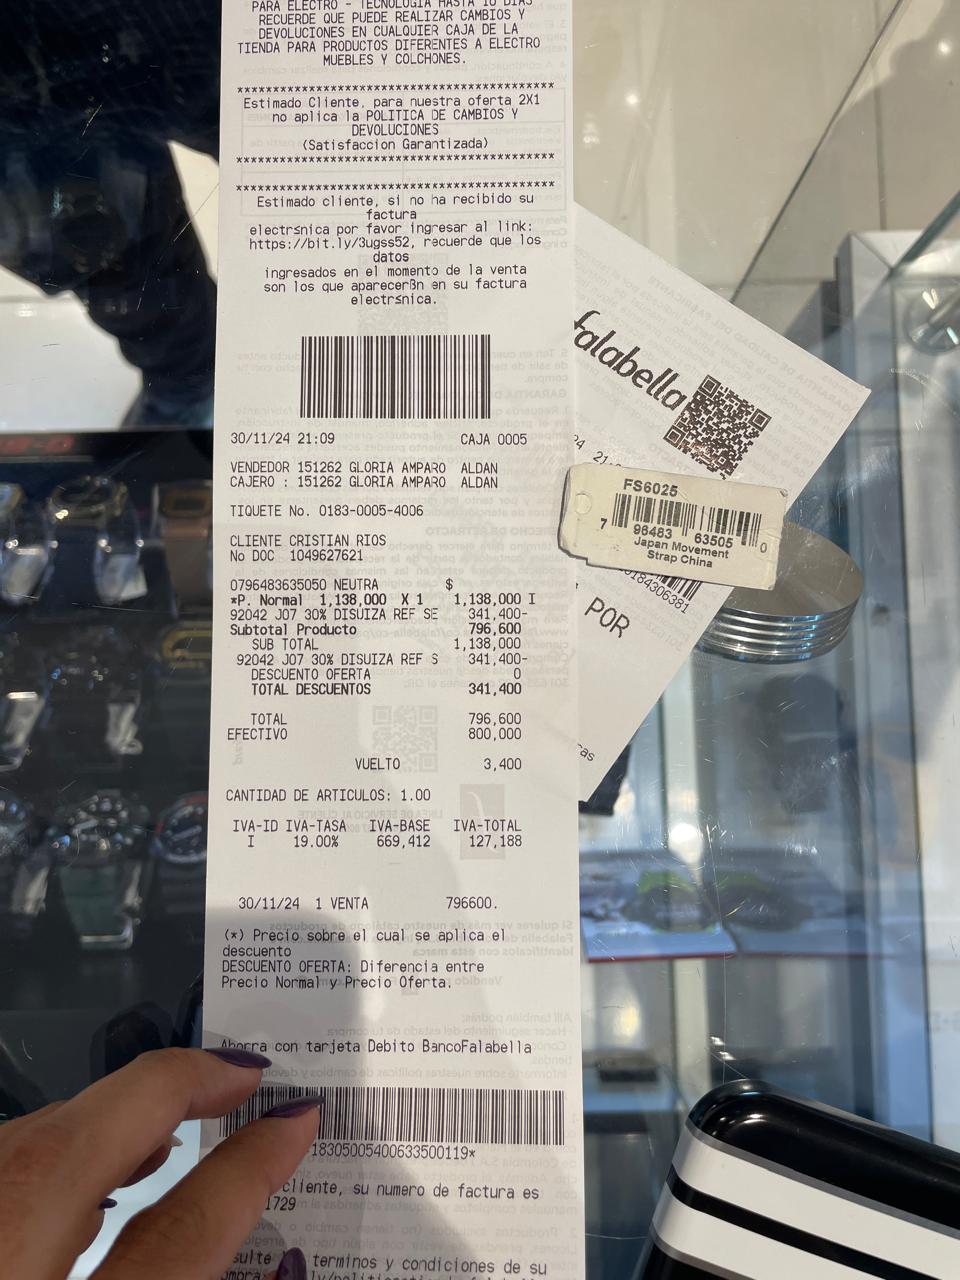 PARA ELECTRO - TECNOLOGIA HASTA 10 DIAS
RECUERDE QUE PUEDE REALIZAR CAMBIOS Y
DEVOLUCIONES EN CUALQUIER CAJA DE LA
TIENDA PARA PRODUCTOS DIFERENTES A ELECTRO
MUEBLES Y COLCHONES.
******************************************
Estimado Cliente, para nuestra oferta 2X1
no aplica la POLITICA DE CAMBIOS Y
DEVOLUCIONES
(Satisfaccion Garantizada)
******************************************
******************************************
Estimado cliente, si no ha recibido su
factura
electrśnica por favor ingresar al link:
https://bit.ly/3ugss52, recuerde que los
datos
ingresados en el momento de la venta
son los que aparecerßn en su factura
electrśnica.
30/11/24 21:09 CAJA 0005
VENDEDOR 151262 GLORIA AMPARO ALDAN
CAJERO : 151262 GLORIA AMPARO ALDAN
TIQUETE No. 0183-0005-4006
CLIENTE CRISTIAN RIOS
No DOC 1049627621
0796483635050 NEUTRA $
*P. Normal 1,138,000 X 1 1,138,000 I
92042 J07 30% DISUIZA REF SE 341,400-
Subtotal Producto 796,600
SUB TOTAL 1,138,000
92042 J07 30% DISUIZA REF S 341,400-
DESCUENTO OFERTA 0
TOTAL DESCUENTOS 341,400
TOTAL 796,600
EFECTIVO 800,000
VUELTO 3,400
CANTIDAD DE ARTICULOS: 1.00
IVA-ID IVA-TASA IVA-BASE IVA-TOTAL
I 19.00% 669,412 127,188
30/11/24 1 VENTA 796600.
(*) Precio sobre el cual se aplica el
descuento
DESCUENTO OFERTA: Diferencia entre
Precio Normal y Precio Oferta.
Ahorra con tarjeta Debito BancoFalabella
18305005400633500119*
cliente, su numero de factura es
1729
terminos y condiciones de su
falabella
FS6025
7 96483 63505 0
Japan Movement
Strap China
0184306381
POR